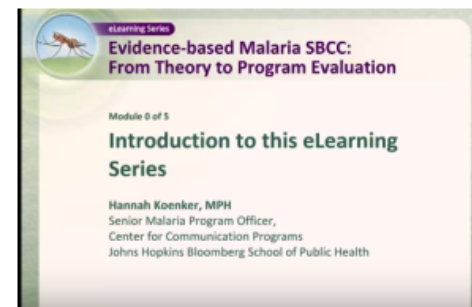 eLearning Series
Evidence-based Malaria SBCC:
From Theory to Program Evaluation
Module 0 of 5
Introduction to this eLearning
Series
Hannah Koenker, MPH
Senior Malaria Program Officer,
Center for Communication Programs
Johns Hopkins Bloomberg School of Public Health